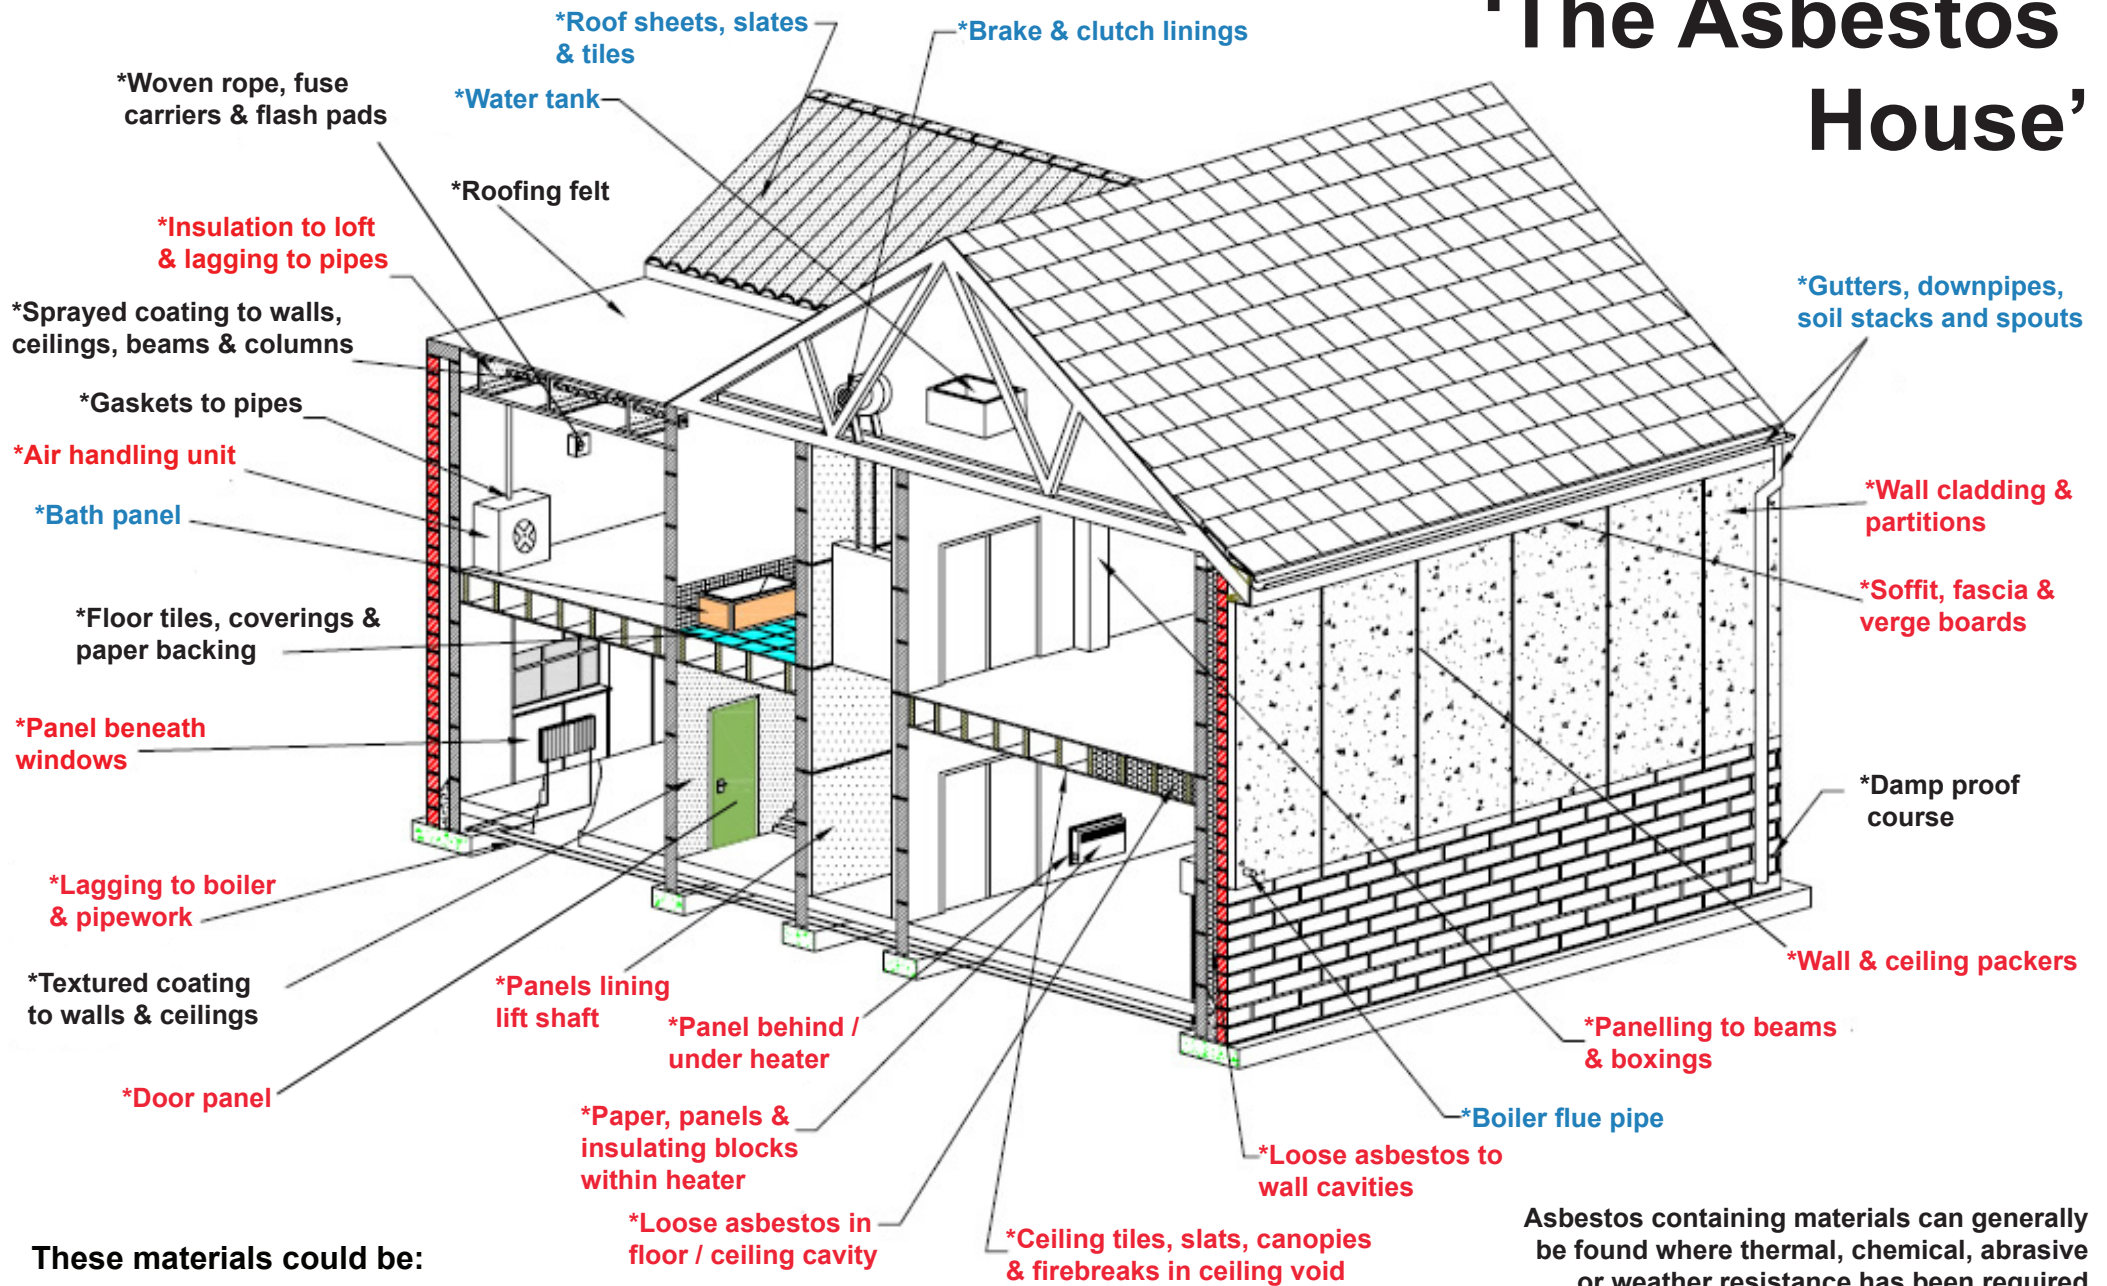 'The Asbestos
House'
*Roof sheets, slates
& tiles
*Brake & clutch linings
*Woven rope, fuse
carriers & flash pads
*Water tank
*Roofing felt
*Insulation to loft
& lagging to pipes
*Sprayed coating to walls,
ceilings, beams & columns
*Gutters, downpipes,
soil stacks and spouts
*Gaskets to pipes
*Air handling unit
*Bath panel
*Wall cladding &
partitions
*Floor tiles, coverings &
paper backing
*Soffit, fascia &
verge boards
*Panel beneath
windows
*Damp proof
course
*Lagging to boiler
& pipework
*Textured coating
to walls & ceilings
*Panels lining
lift shaft
*Wall & ceiling packers
*Panel behind /
under heater
*Panelling to beams
& boxings
*Door panel
*Paper, panels &
insulating blocks
within heater
*Boiler flue pipe
*Loose asbestos to
wall cavities
*Loose asbestos in
floor / ceiling cavity
*Ceiling tiles, slats, canopies
& firebreaks in ceiling void
These materials could be:
Asbestos containing materials can generally
be found where thermal, chemical, abrasive
or weather resistance has been required